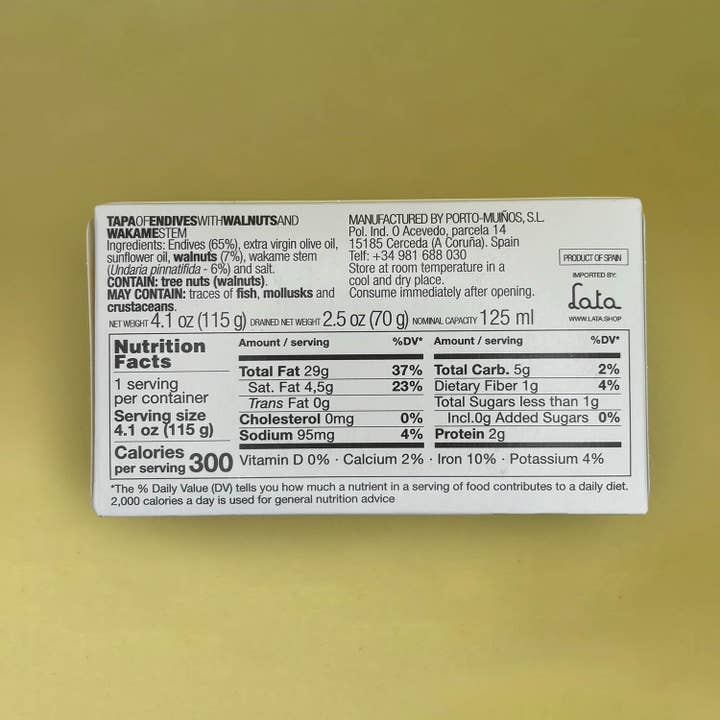 TAPA OF ENDIVES WITH WALNUTS AND
WAKAME STEM
Ingredients: Endives (65%), extra virgin olive oil,
sunflower oil, walnuts (7%), wakame stem
(Undaria pinnatifida - 6%) and salt.
CONTAIN: tree nuts (walnuts).
MAY CONTAIN: traces of fish, mollusks and
crustaceans.
MANUFACTURED BY PORTO-MUIÑOS, S.L.
Pol. Ind. O Acevedo, parcela 14
15185 Cerceda (A Coruña). Spain
Telf: +34 981 688 030
Store at room temperature in a
cool and dry place.
Consume immediately after opening.
PRODUCT OF SPAIN
IMPORTED BY:
Lata
WWW.LATA.SHOP
NET WEIGHT 4.1 oz (115 g) DRAINED NET WEIGHT 2.5 oz (70 g) NOMINAL CAPACITY 125 ml
Nutrition
Facts
1 serving
per container
Serving size
4.1 oz (115 g)
Calories
per serving 300
Amount / serving %DV*
Total Fat 29g 37%
Sat. Fat 4,5g 23%
Trans Fat 0g
Cholesterol 0mg 0%
Sodium 95mg 4%
Amount / serving %DV*
Total Carb. 5g 2%
Dietary Fiber 1g 4%
Total Sugars less than 1g
Incl.0g Added Sugars 0%
Protein 2g
Vitamin D 0% · Calcium 2% · Iron 10% · Potassium 4%
*The % Daily Value (DV) tells you how much a nutrient in a serving of food contributes to a daily diet.
2,000 calories a day is used for general nutrition advice